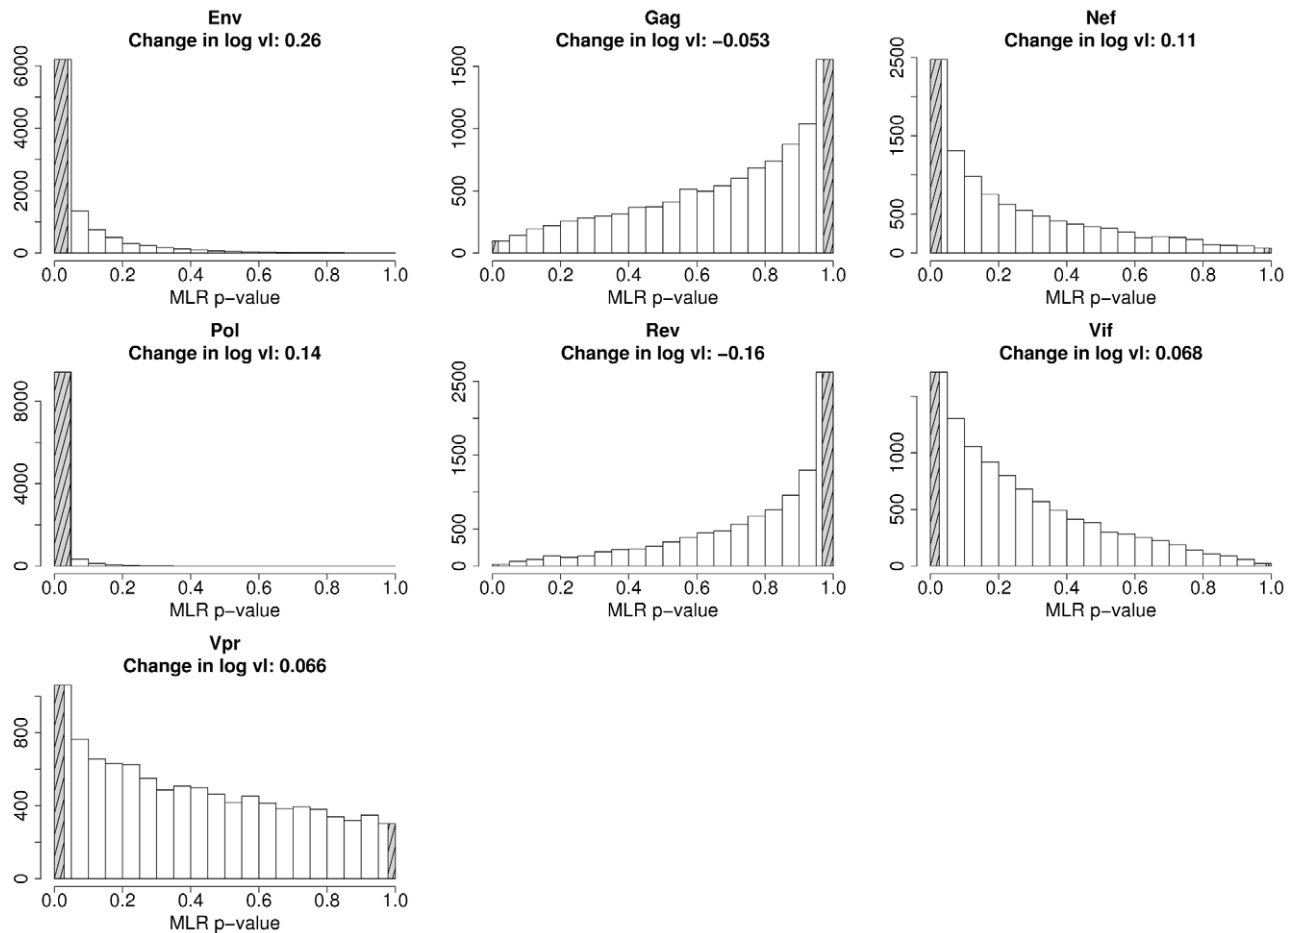 Env
Change in log vl: 0.26
6000
4000
2000
0
0.0 0.2 0.4 0.6 0.8 1.0
MLR p−value
Gag
Change in log vl: −0.053
1500
1000
500
0
0.0 0.2 0.4 0.6 0.8 1.0
MLR p−value
Nef
Change in log vl: 0.11
2500
1500
500
0
0.0 0.2 0.4 0.6 0.8 1.0
MLR p−value
Pol
Change in log vl: 0.14
8000
4000
0
0.0 0.2 0.4 0.6 0.8 1.0
MLR p−value
Rev
Change in log vl: −0.16
2500
1500
500
0
0.0 0.2 0.4 0.6 0.8 1.0
MLR p−value
Vif
Change in log vl: 0.068
1000
500
0
0.0 0.2 0.4 0.6 0.8 1.0
MLR p−value
Vpr
Change in log vl: 0.066
800
400
0
0.0 0.2 0.4 0.6 0.8 1.0
MLR p−value